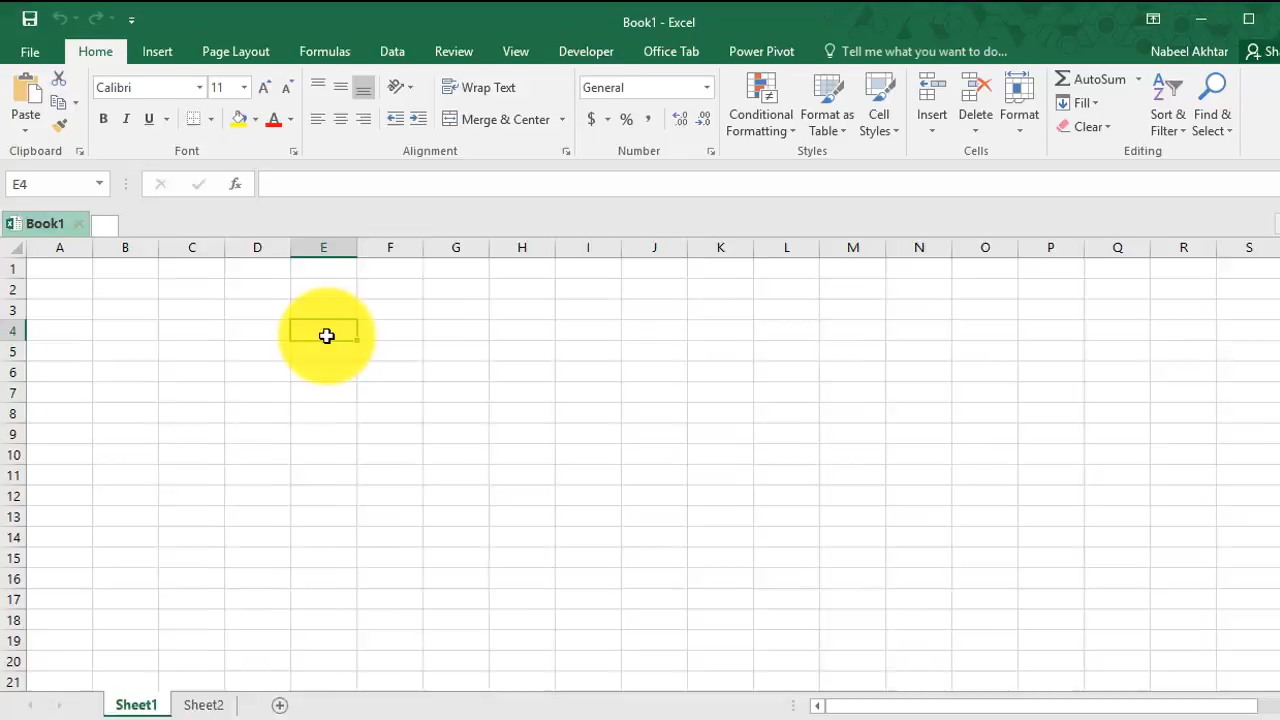 Book1 - Excel
File Home Insert Page Layout Formulas Data Review View Developer Office Tab Power Pivot Tell me what you want to do... Nabeel Akhtar
Calibri 11 Wrap Text General AutoSum
Paste B I U Merge & Center $ % , Conditional Formatting Format as Table Cell Styles Insert Delete Format Fill Clear Sort & Filter Find & Select
Clipboard Font Alignment Number Styles Cells Editing
E4 fx
Book1
A B C D E F G H I J K L M N O P Q R S
1
2
3
4
5
6
7
8
9
10
11
12
13
14
15
16
17
18
19
20
21
Sheet1 Sheet2